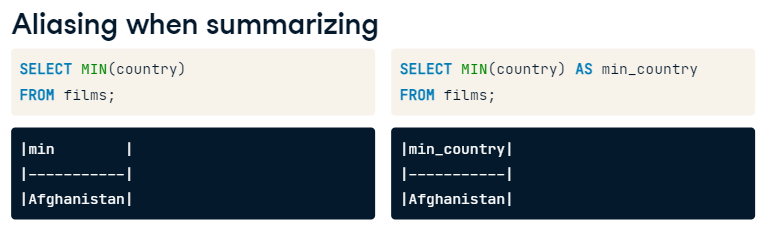 Aliasing when summarizing
SELECT MIN(country)
FROM films;
|min        |
|-----------|
|Afghanistan|
SELECT MIN(country) AS min_country
FROM films;
|min_country|
|-----------|
|Afghanistan|